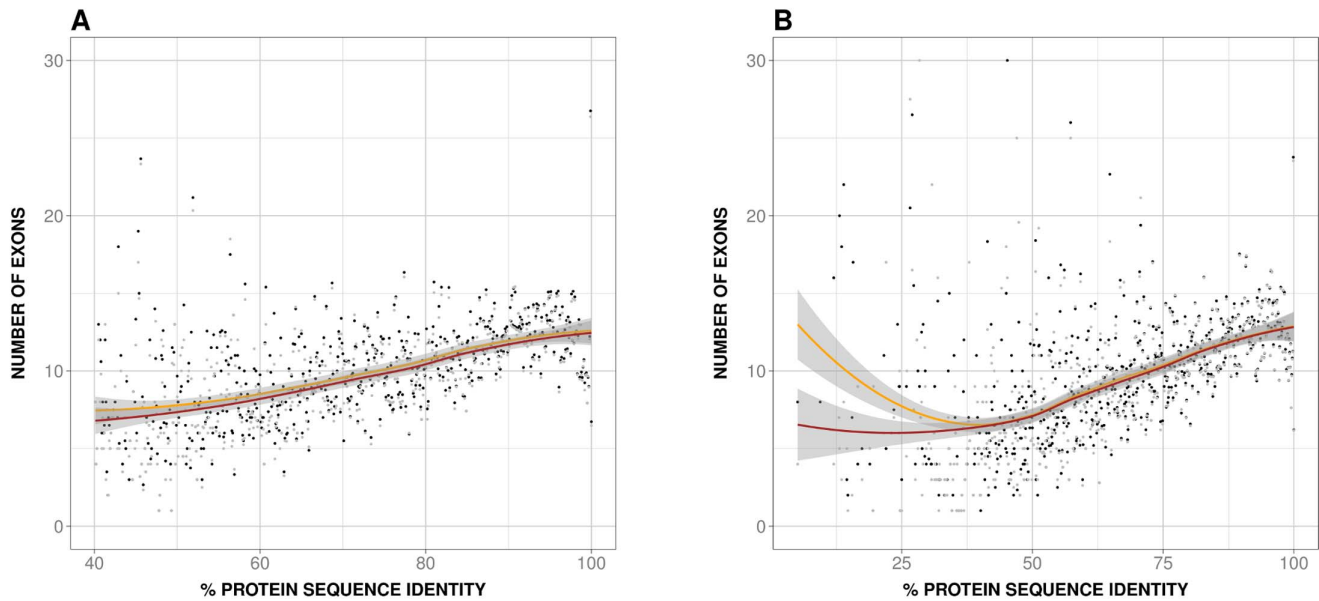 A
NUMBER OF EXONS
30
20
10
0
40
60
80
100
% PROTEIN SEQUENCE IDENTITY
B
NUMBER OF EXONS
30
20
10
0
25
50
75
100
% PROTEIN SEQUENCE IDENTITY